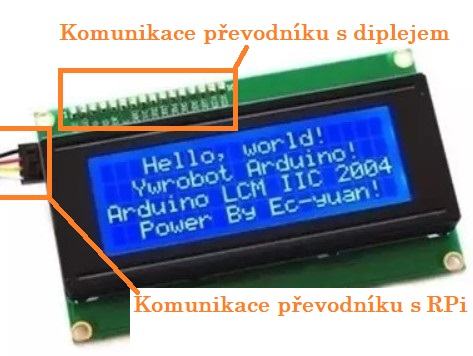 Komunikace převodníku s diplejem
Hello, world!
Ywrobot Arduino!
Arduino LCM IIC 2004
Power By Ec-yuan!
Komunikace převodníku s RPi